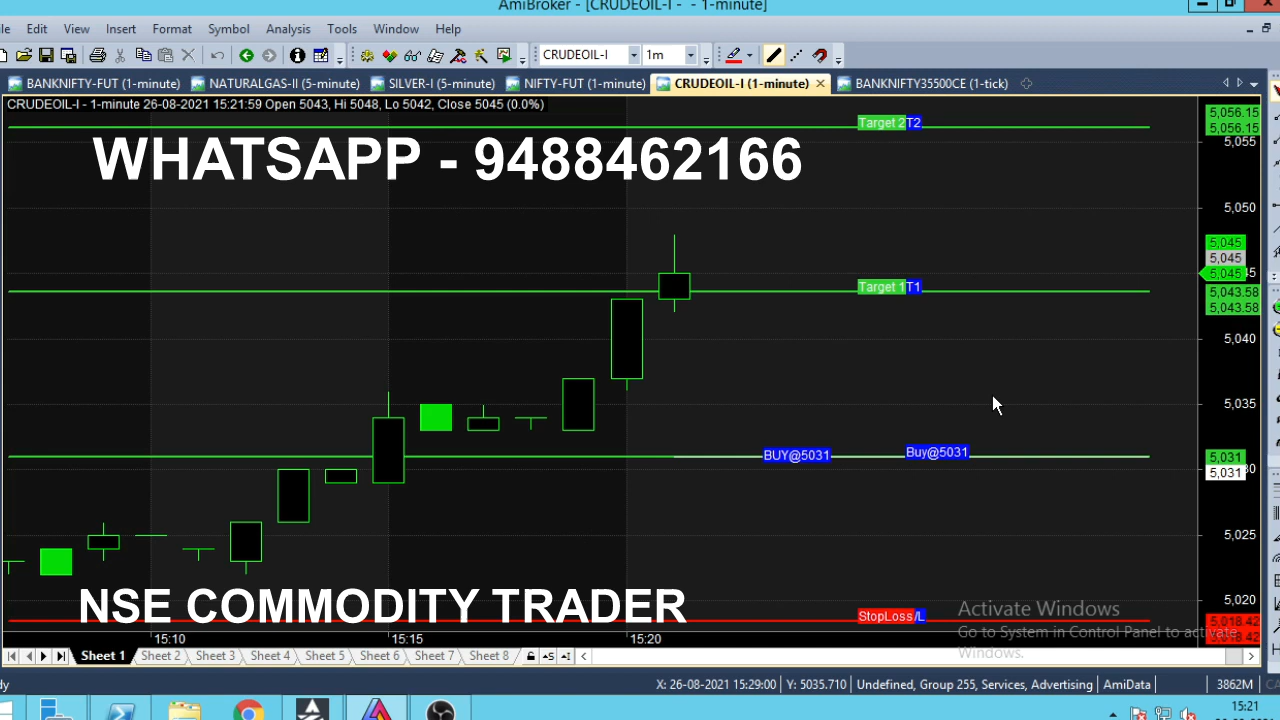 AmiBroker - [CRUDEOIL-I - - 1-minute]
Edit View Insert Format Symbol Analysis Tools Window Help
CRUDEOIL-I 1m
BANKNIFTY-FUT (1-minute) NATURALGAS-II (5-minute) SILVER-I (5-minute) NIFTY-FUT (1-minute) CRUDEOIL-I (1-minute) BANKNIFTY35500CE (1-tick)
CRUDEOIL-I - 1-minute 26-08-2021 15:21:59 Open 5043, Hi 5048, Lo 5042, Close 5045 (0.0%)
5,056.15
Target 2 T2
5,056.15
5,055
WHATSAPP - 9488462166
5,050
5,045
5,045
5,045
Target 1 T1
5,043.58
5,043.58
5,040
5,035
BUY@5031 Buy@5031
5,031
5,031
5,025
5,020
NSE COMMODITY TRADER
StopLoss/L
5,018.42
Activate Windows
Go to System in Control Panel to activate
Windows.
15:10 15:15 15:20
Sheet 1 Sheet 2 Sheet 3 Sheet 4 Sheet 5 Sheet 6 Sheet 7 Sheet 8
X: 26-08-2021 15:29:00 Y: 5035.710 Undefined, Group 255, Services, Advertising AmiData 3862M
15:21